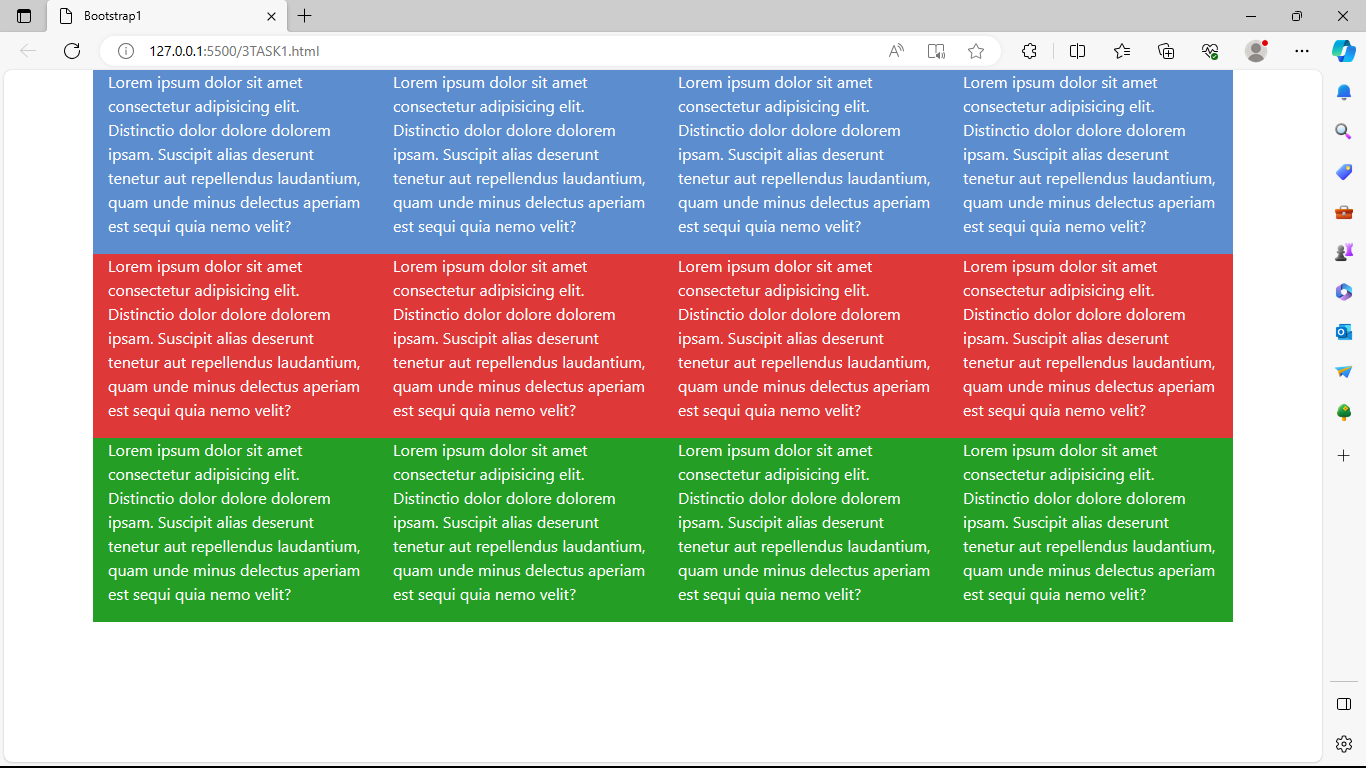 Bootstrap1
127.0.0.1:5500/3TASK1.html
Lorem ipsum dolor sit amet
consectetur adipisicing elit.
Distinctio dolor dolore dolorem
ipsam. Suscipit alias deserunt
tenetur aut repellendus laudantium,
quam unde minus delectus aperiam
est sequi quia nemo velit?
Lorem ipsum dolor sit amet
consectetur adipisicing elit.
Distinctio dolor dolore dolorem
ipsam. Suscipit alias deserunt
tenetur aut repellendus laudantium,
quam unde minus delectus aperiam
est sequi quia nemo velit?
Lorem ipsum dolor sit amet
consectetur adipisicing elit.
Distinctio dolor dolore dolorem
ipsam. Suscipit alias deserunt
tenetur aut repellendus laudantium,
quam unde minus delectus aperiam
est sequi quia nemo velit?
Lorem ipsum dolor sit amet
consectetur adipisicing elit.
Distinctio dolor dolore dolorem
ipsam. Suscipit alias deserunt
tenetur aut repellendus laudantium,
quam unde minus delectus aperiam
est sequi quia nemo velit?
Lorem ipsum dolor sit amet
consectetur adipisicing elit.
Distinctio dolor dolore dolorem
ipsam. Suscipit alias deserunt
tenetur aut repellendus laudantium,
quam unde minus delectus aperiam
est sequi quia nemo velit?
Lorem ipsum dolor sit amet
consectetur adipisicing elit.
Distinctio dolor dolore dolorem
ipsam. Suscipit alias deserunt
tenetur aut repellendus laudantium,
quam unde minus delectus aperiam
est sequi quia nemo velit?
Lorem ipsum dolor sit amet
consectetur adipisicing elit.
Distinctio dolor dolore dolorem
ipsam. Suscipit alias deserunt
tenetur aut repellendus laudantium,
quam unde minus delectus aperiam
est sequi quia nemo velit?
Lorem ipsum dolor sit amet
consectetur adipisicing elit.
Distinctio dolor dolore dolorem
ipsam. Suscipit alias deserunt
tenetur aut repellendus laudantium,
quam unde minus delectus aperiam
est sequi quia nemo velit?
Lorem ipsum dolor sit amet
consectetur adipisicing elit.
Distinctio dolor dolore dolorem
ipsam. Suscipit alias deserunt
tenetur aut repellendus laudantium,
quam unde minus delectus aperiam
est sequi quia nemo velit?
Lorem ipsum dolor sit amet
consectetur adipisicing elit.
Distinctio dolor dolore dolorem
ipsam. Suscipit alias deserunt
tenetur aut repellendus laudantium,
quam unde minus delectus aperiam
est sequi quia nemo velit?
Lorem ipsum dolor sit amet
consectetur adipisicing elit.
Distinctio dolor dolore dolorem
ipsam. Suscipit alias deserunt
tenetur aut repellendus laudantium,
quam unde minus delectus aperiam
est sequi quia nemo velit?
Lorem ipsum dolor sit amet
consectetur adipisicing elit.
Distinctio dolor dolore dolorem
ipsam. Suscipit alias deserunt
tenetur aut repellendus laudantium,
quam unde minus delectus aperiam
est sequi quia nemo velit?